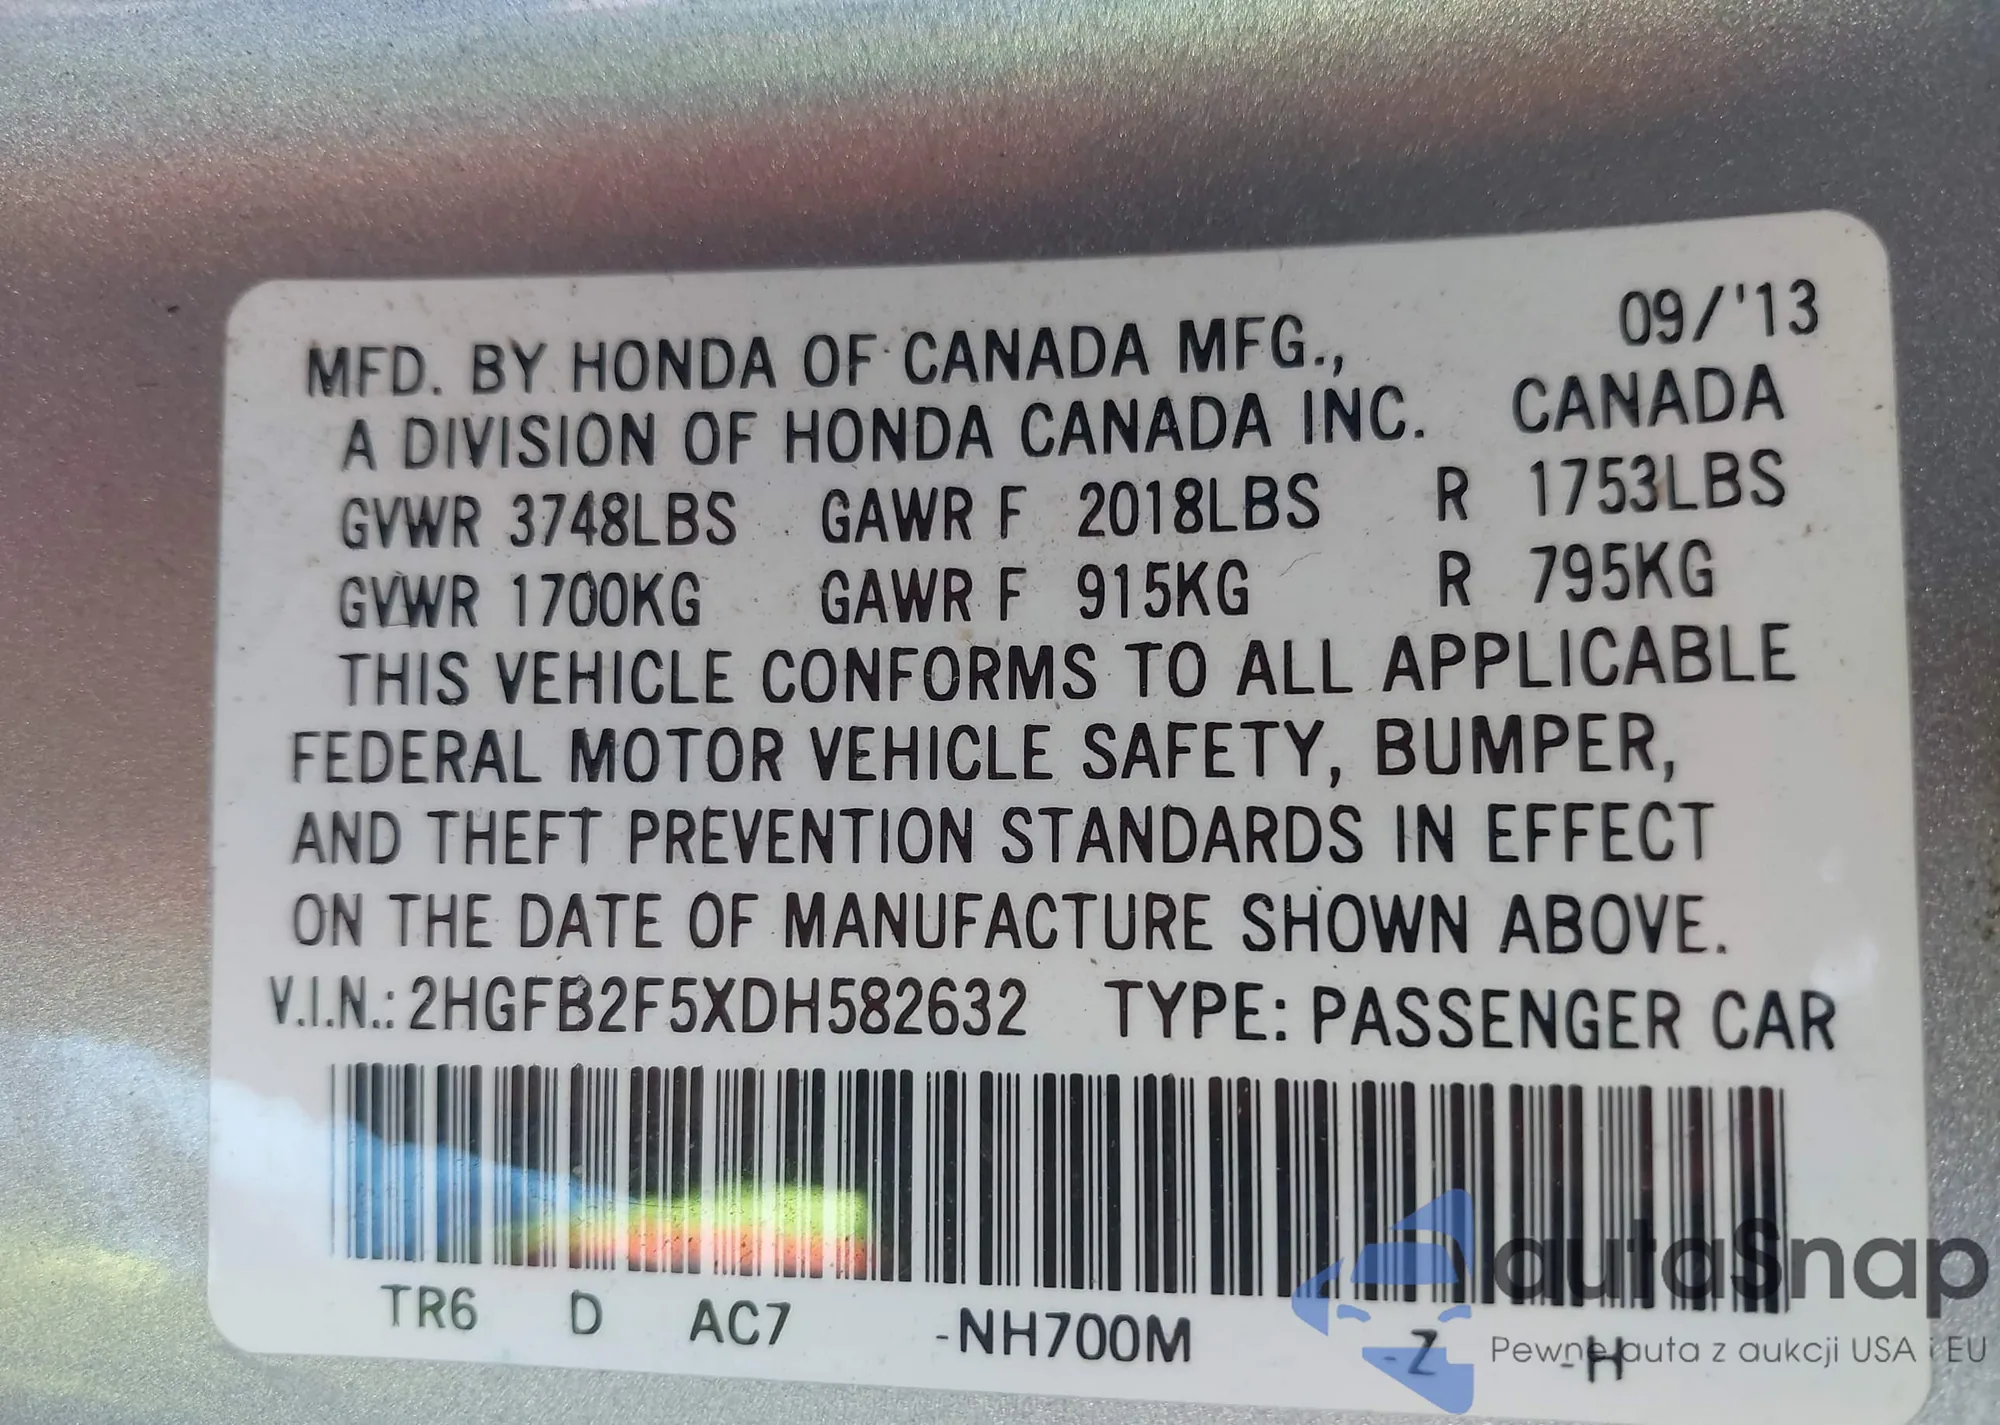 09/'13
MFD. BY HONDA OF CANADA MFG.,
A DIVISION OF HONDA CANADA INC. CANADA
GVWR 3748LBS GAWR F 2018LBS R 1753LBS
GVWR 1700KG GAWR F 915KG R 795KG
THIS VEHICLE CONFORMS TO ALL APPLICABLE
FEDERAL MOTOR VEHICLE SAFETY, BUMPER,
AND THEFT PREVENTION STANDARDS IN EFFECT
ON THE DATE OF MANUFACTURE SHOWN ABOVE.
V.I.N.: 2HGFB2F5XDH582632 TYPE: PASSENGER CAR
TR6 D AC7 -NH700M -Z -H
autaSnap
Pewne auta z aukcji USA i EU